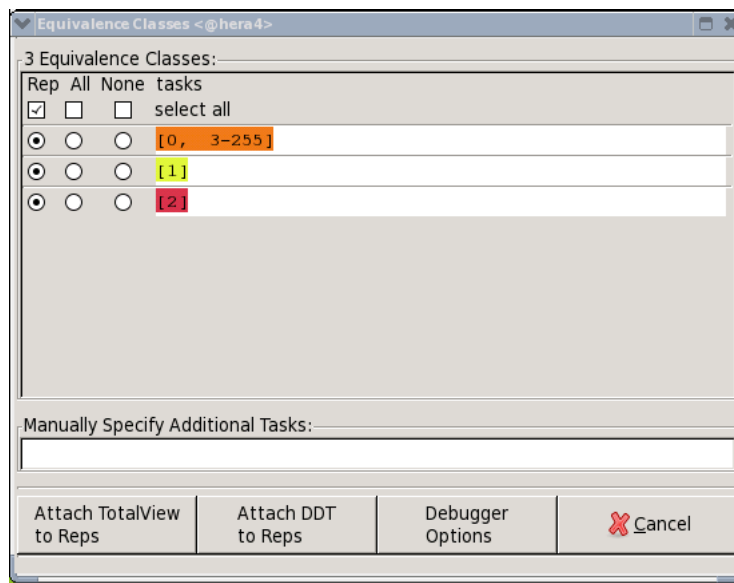 Equivalence Classes <@hera4>
3 Equivalence Classes:
Rep All None tasks
select all
[0, 3-255]
[1]
[2]
Manually Specify Additional Tasks:
Attach TotalView
to Reps
Attach DDT
to Reps
Debugger
Options
Cancel